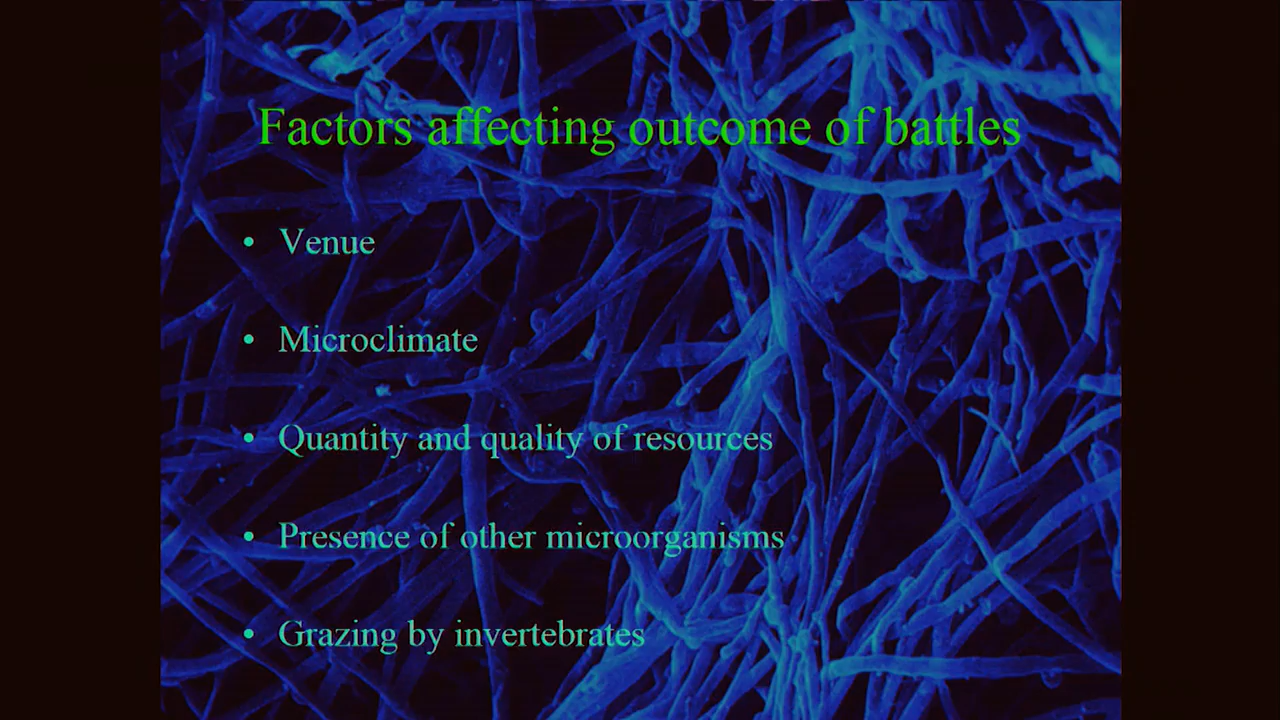 Factors affecting outcome of battles
• Venue
• Microclimate
• Quantity and quality of resources
• Presence of other microorganisms
• Grazing by invertebrates